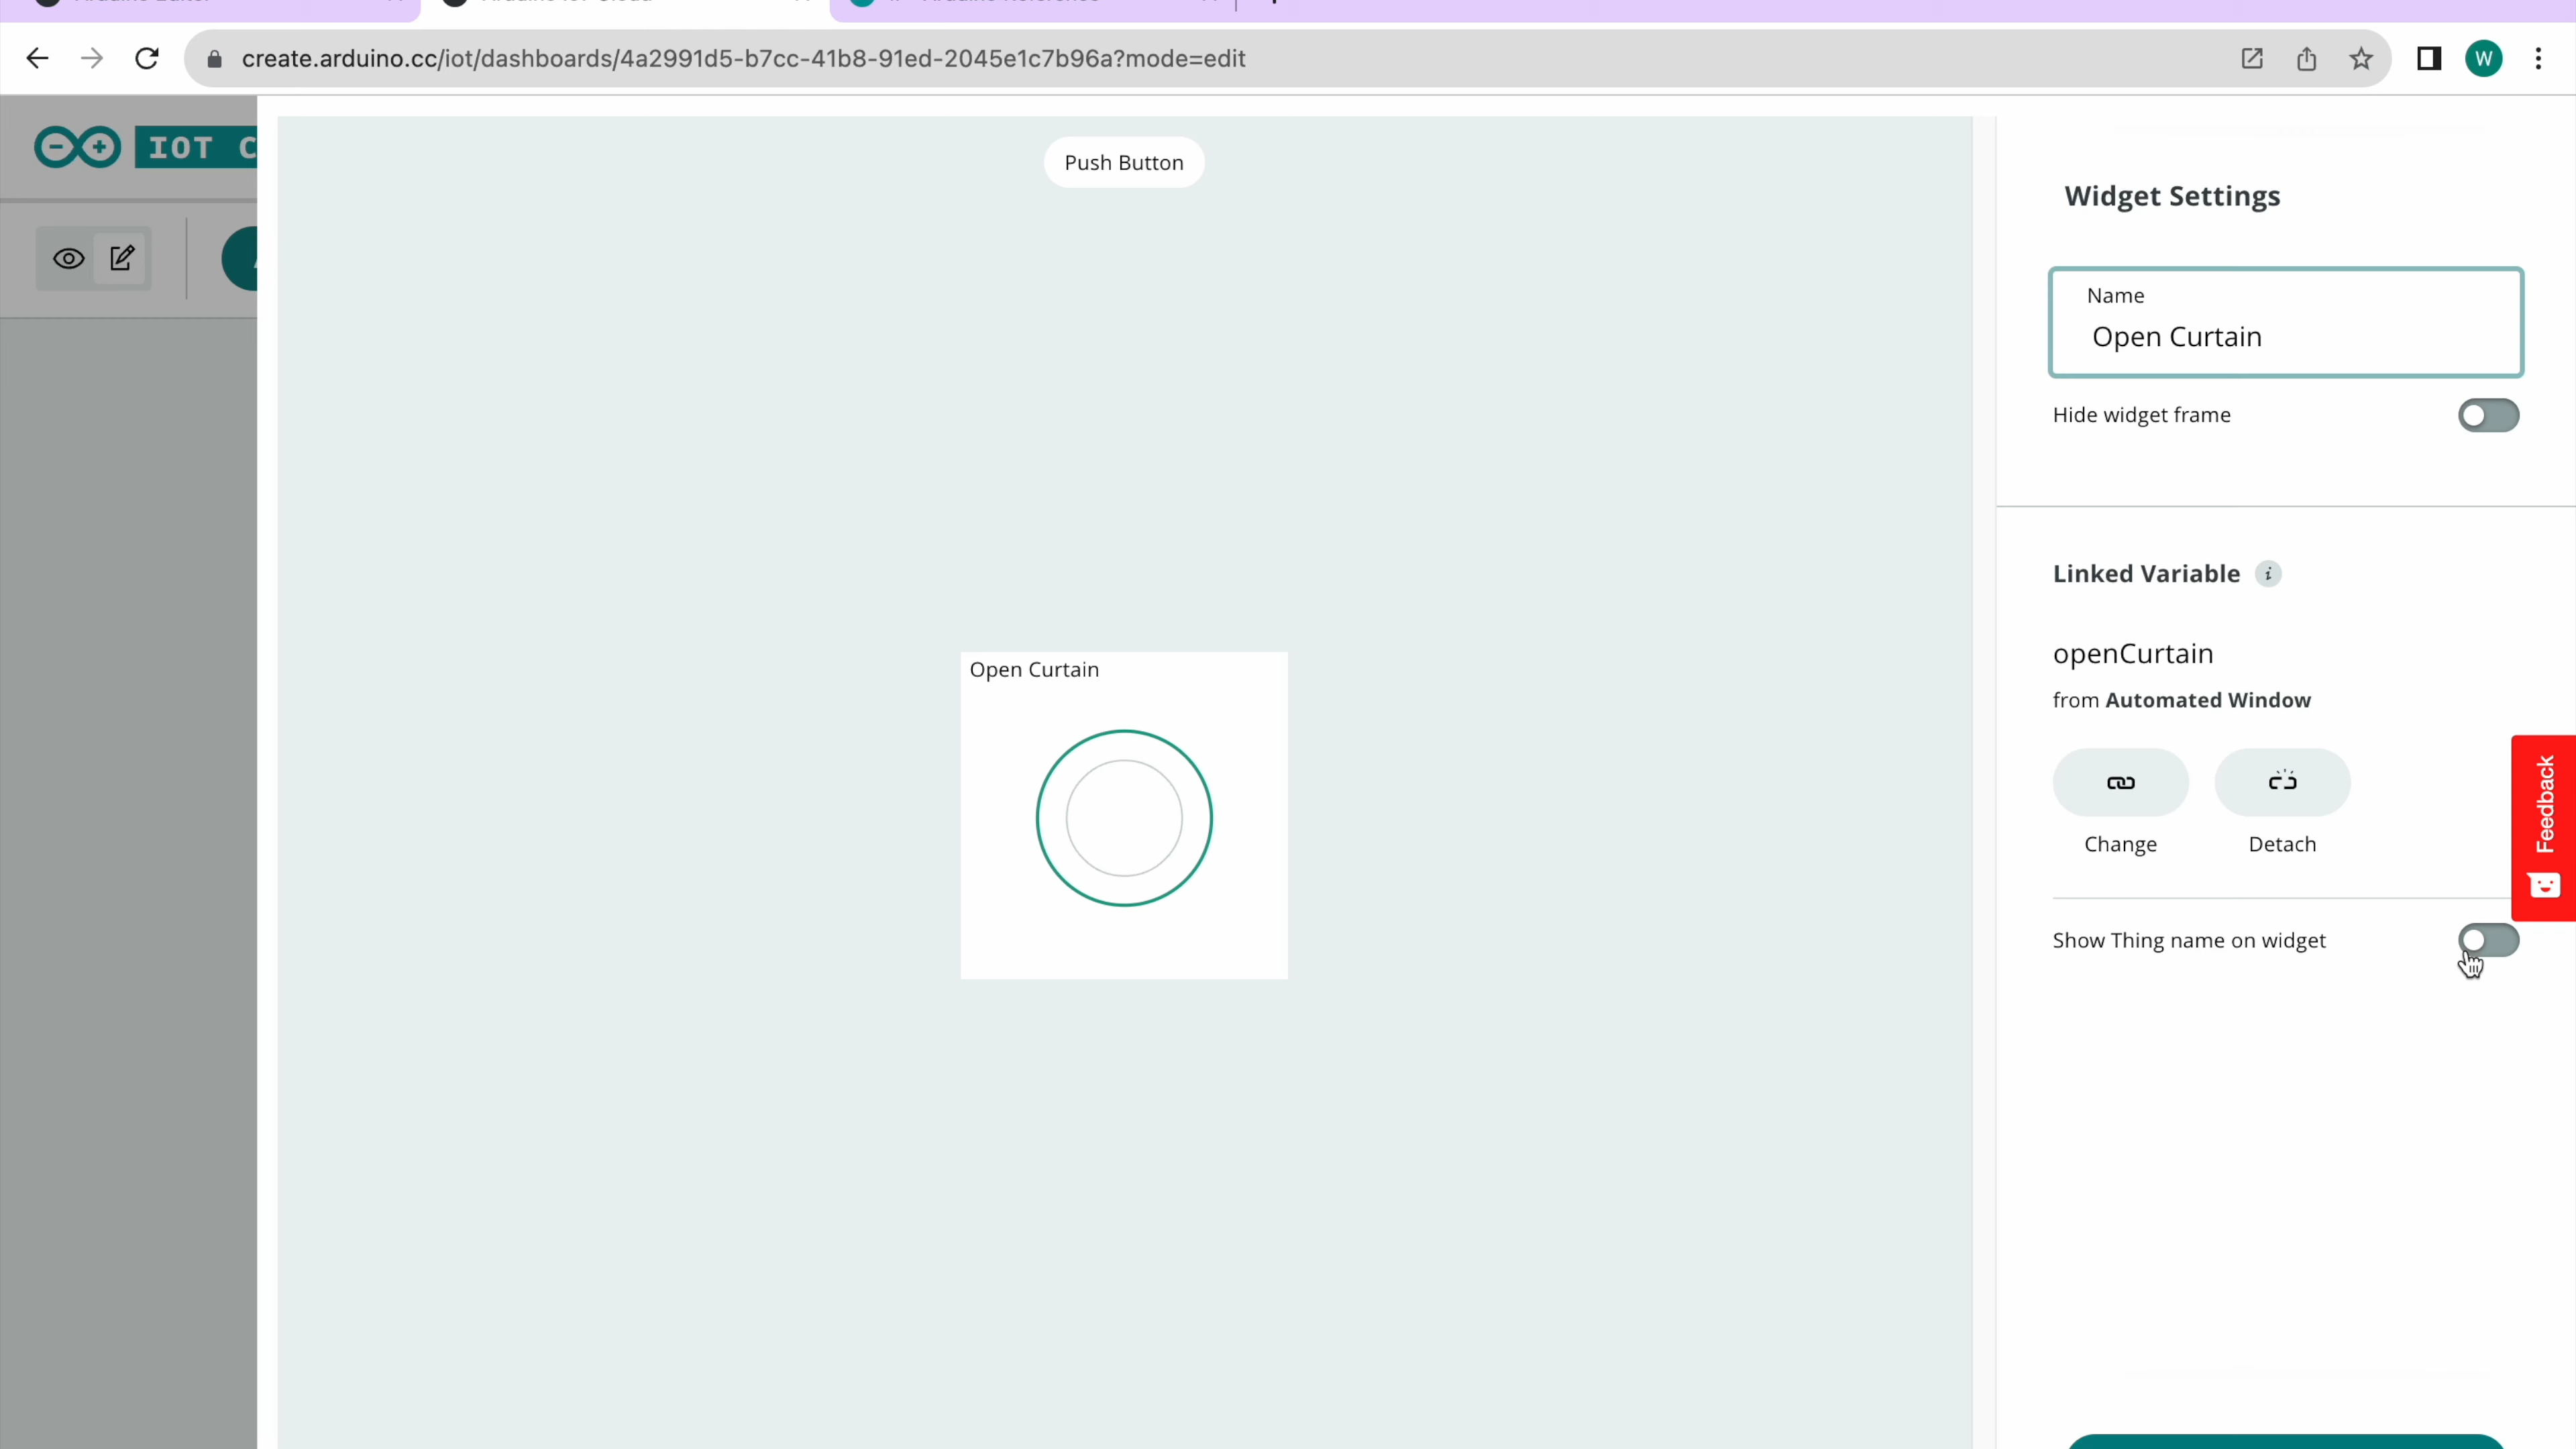 create.arduino.cc/iot/dashboards/4a2991d5-b7cc-41b8-91ed-2045e1c7b96a?mode=edit
W
IOT C
Push Button
Widget Settings
Name
Open Curtain
Hide widget frame
Linked Variable i
openCurtain
from Automated Window
Open Curtain
Change
Detach
Feedback
Show Thing name on widget